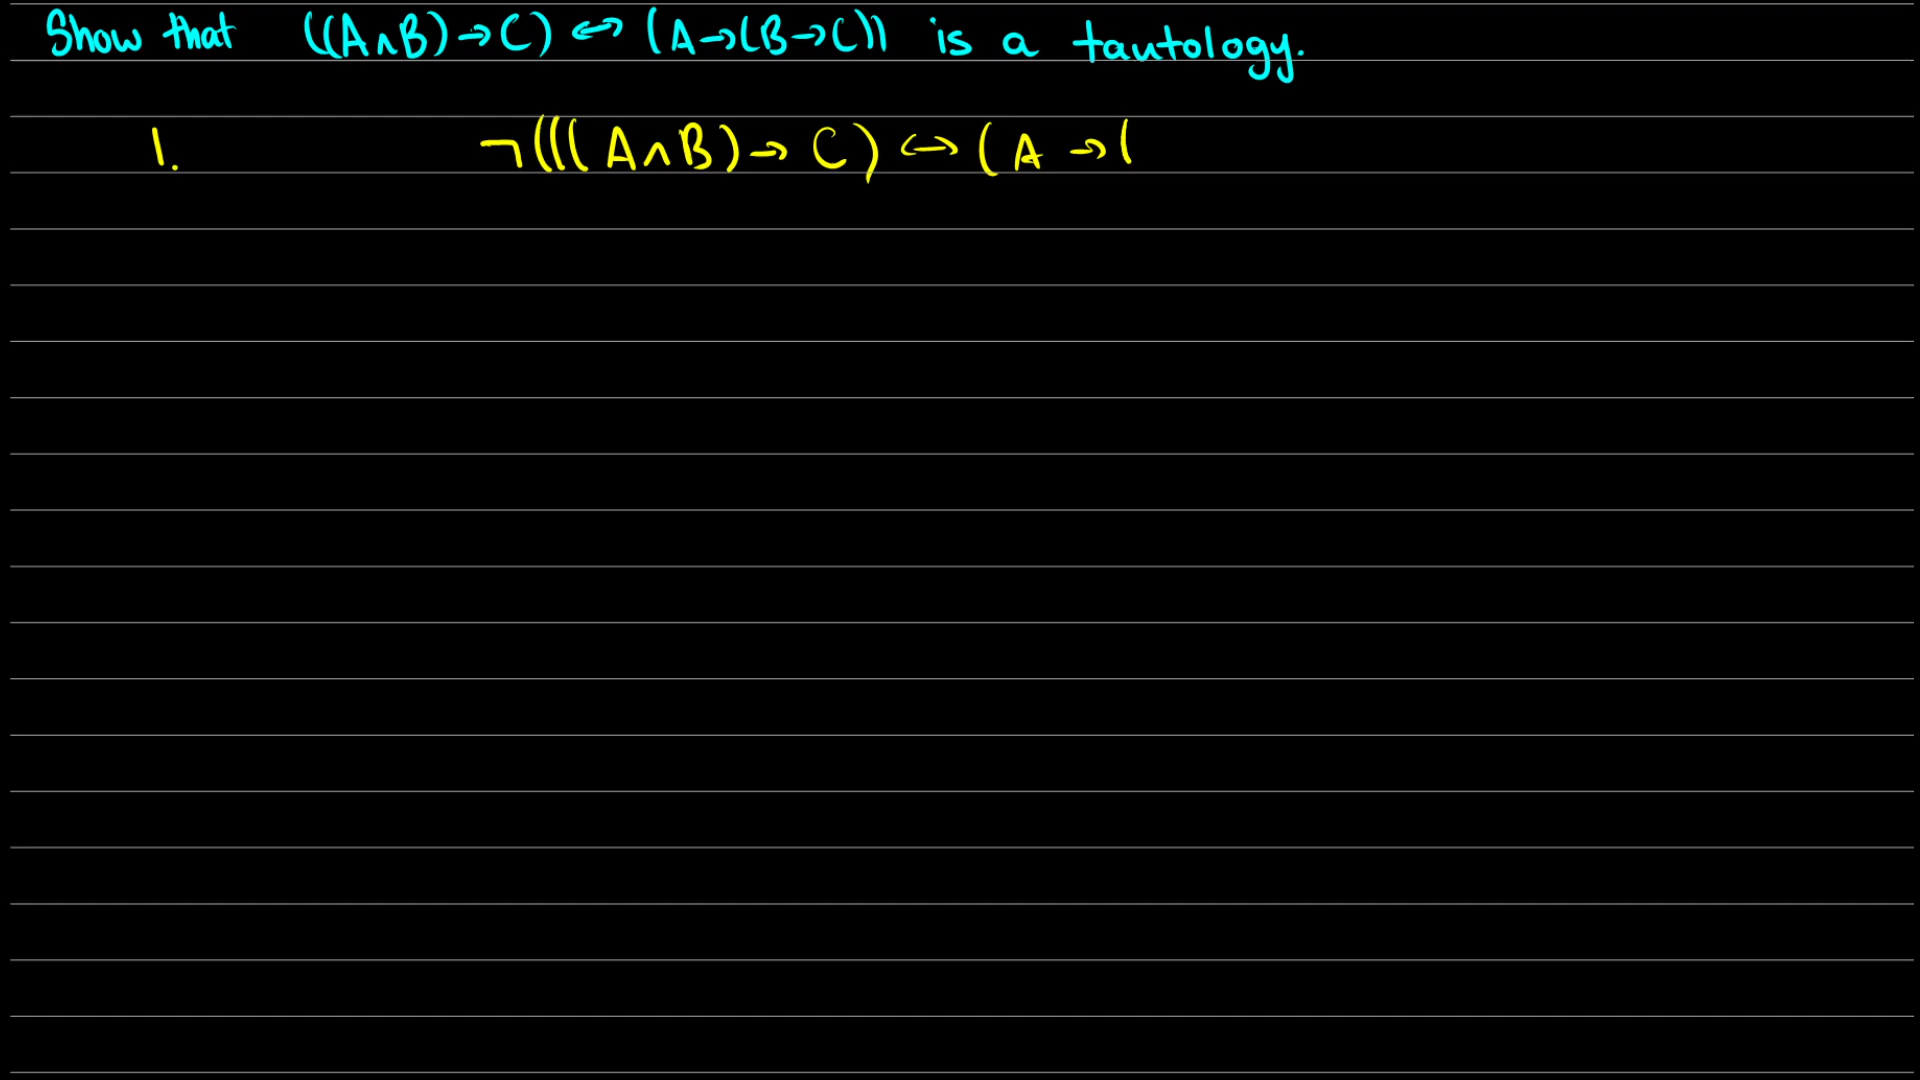 Show that ((A∧B)→C) ↔ (A→(B→C)) is a tautology.
1. ¬(((A∧B)→ C) ↔ (A →(